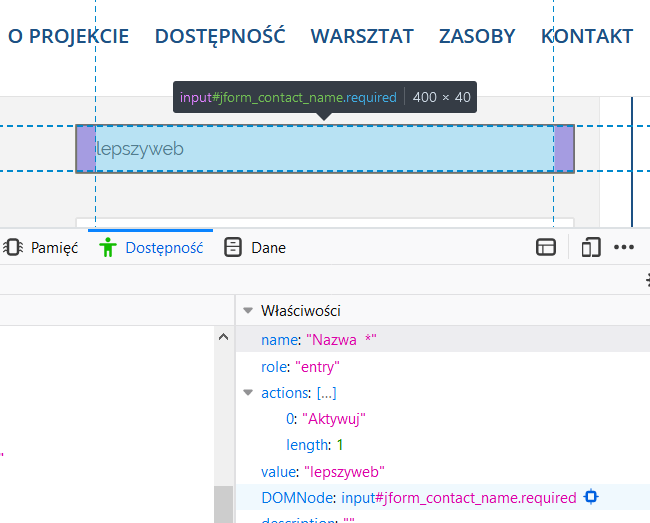 O PROJEKCIE DOSTĘPNOŚĆ WARSZTAT ZASOBY KONTAKT
input#jform_contact_name.required | 400 × 40
lepszyweb
Pamięć Dostępność Dane
Właściwości
name: "Nazwa *"
role: "entry"
actions: […]
0: "Aktywuj"
length: 1
"
value: "lepszyweb"
DOMNode: input#jform_contact_name.required
description: ""